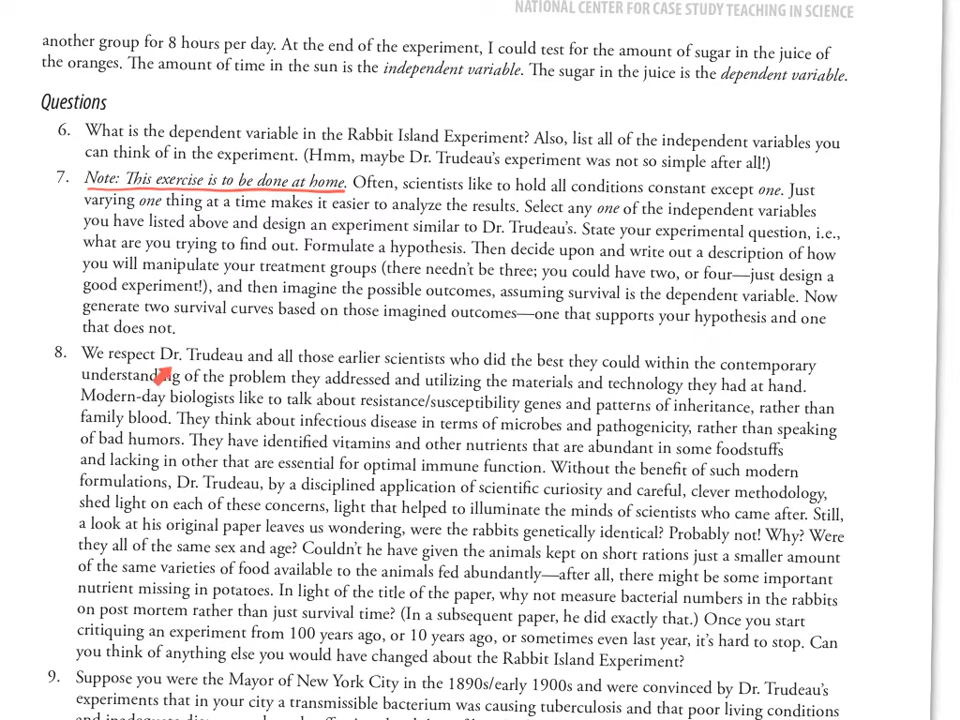 NATIONAL CENTER FOR CASE STUDY TEACHING IN SCIENCE
another group for 8 hours per day. At the end of the experiment, I could test for the amount of sugar in the juice of
the oranges. The amount of time in the sun is the independent variable. The sugar in the juice is the dependent variable.
Questions
6. What is the dependent variable in the Rabbit Island Experiment? Also, list all of the independent variables you
can think of in the experiment. (Hmm, maybe Dr. Trudeau's experiment was not so simple after all!)
7. Note: This exercise is to be done at home. Often, scientists like to hold all conditions constant except one. Just
varying one thing at a time makes it easier to analyze the results. Select any one of the independent variables
you have listed above and design an experiment similar to Dr. Trudeau's. State your experimental question, i.e.,
what are you trying to find out. Formulate a hypothesis. Then decide upon and write out a description of how
you will manipulate your treatment groups (there needn't be three; you could have two, or four—just design a
good experiment!), and then imagine the possible outcomes, assuming survival is the dependent variable. Now
generate two survival curves based on those imagined outcomes—one that supports your hypothesis and one
that does not.
8. We respect Dr. Trudeau and all those earlier scientists who did the best they could within the contemporary
understanding of the problem they addressed and utilizing the materials and technology they had at hand.
Modern-day biologists like to talk about resistance/susceptibility genes and patterns of inheritance, rather than
family blood. They think about infectious disease in terms of microbes and pathogenicity, rather than speaking
of bad humors. They have identified vitamins and other nutrients that are abundant in some foodstuffs
and lacking in other that are essential for optimal immune function. Without the benefit of such modern
formulations, Dr. Trudeau, by a disciplined application of scientific curiosity and careful, clever methodology,
shed light on each of these concerns, light that helped to illuminate the minds of scientists who came after. Still,
a look at his original paper leaves us wondering, were the rabbits genetically identical? Probably not! Why? Were
they all of the same sex and age? Couldn't he have given the animals kept on short rations just a smaller amount
of the same varieties of food available to the animals fed abundantly—after all, there might be some important
nutrient missing in potatoes. In light of the title of the paper, why not measure bacterial numbers in the rabbits
on post mortem rather than just survival time? (In a subsequent paper, he did exactly that.) Once you start
critiquing an experiment from 100 years ago, or 10 years ago, or sometimes even last year, it's hard to stop. Can
you think of anything else you would have changed about the Rabbit Island Experiment?
9. Suppose you were the Mayor of New York City in the 1890s/early 1900s and were convinced by Dr. Trudeau's
experiments that in your city a transmissible bacterium was causing tuberculosis and that poor living conditions